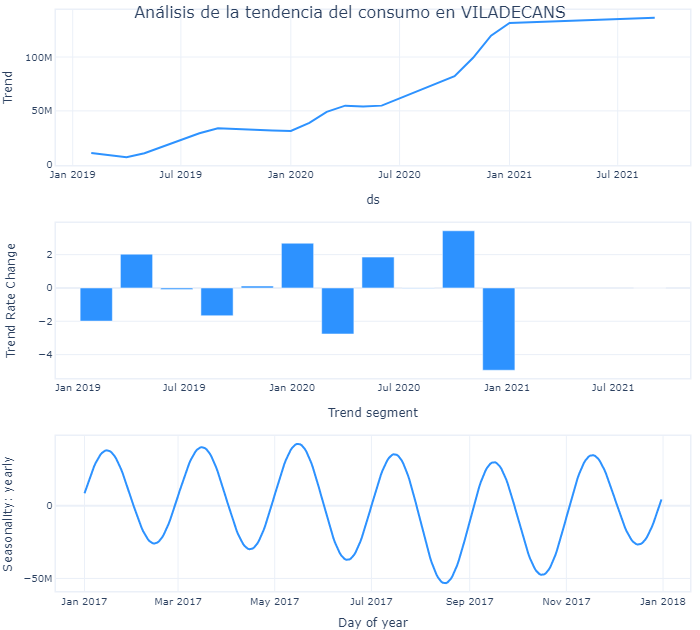 Análisis de la tendencia del consumo en VILADECANS
100M
50M
0
Trend
Jan 2019 Jul 2019 Jan 2020 Jul 2020 Jan 2021 Jul 2021
ds
2
0
−2
−4
Trend Rate Change
Jan 2019 Jul 2019 Jan 2020 Jul 2020 Jan 2021 Jul 2021
Trend segment
0
−50M
Seasonality: yearly
Jan 2017 Mar 2017 May 2017 Jul 2017 Sep 2017 Nov 2017 Jan 2018
Day of year